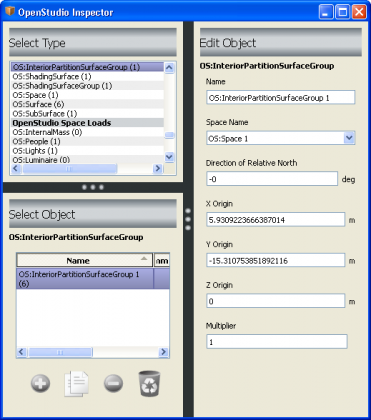 OpenStudio Inspector
Select Type
OS:InteriorPartitionSurfaceGroup (1)
OS:ShadingSurface (1)
OS:ShadingSurfaceGroup (1)
OS:Space (1)
OS:Surface (6)
OS:SubSurface (1)
OpenStudio Space Loads
OS:InternalMass (0)
OS:People (1)
OS:Lights (1)
OS:Luminaire (0)
Select Object
OS:InteriorPartitionSurfaceGroup
Name
OS:InteriorPartitionSurfaceGroup 1
(6)
Edit Object
OS:InteriorPartitionSurfaceGroup
Name
OS:InteriorPartitionSurfaceGroup 1
Space Name
OS:Space 1
Direction of Relative North
-0 deg
X Origin
5.9309223666387014 m
Y Origin
-15.310753851892116 m
Z Origin
0 m
Multiplier
1